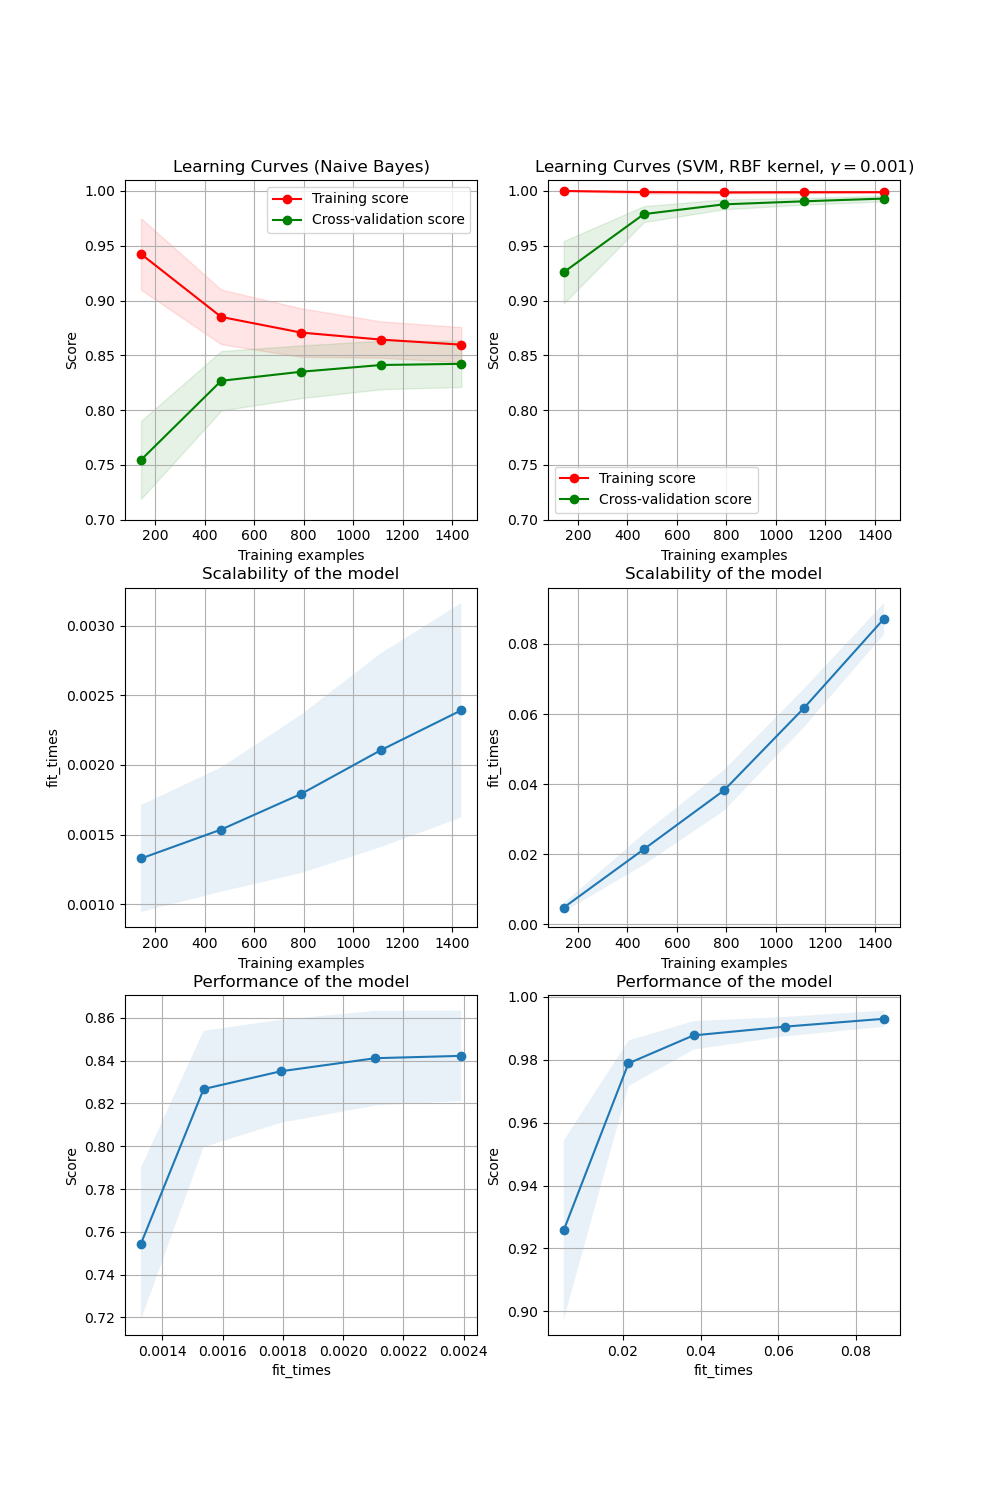 Learning Curves (Naive Bayes)
Score
1.00
0.95
0.90
0.85
0.80
0.75
0.70
Training score
Cross-validation score
200 400 600 800 1000 1200 1400
Training examples
Learning Curves (SVM, RBF kernel, γ = 0.001)
Score
1.00
0.95
0.90
0.85
0.80
0.75
0.70
Training score
Cross-validation score
200 400 600 800 1000 1200 1400
Training examples
Scalability of the model
fit_times
0.0030
0.0025
0.0020
0.0015
0.0010
200 400 600 800 1000 1200 1400
Training examples
Scalability of the model
fit_times
0.08
0.06
0.04
0.02
0.00
200 400 600 800 1000 1200 1400
Training examples
Performance of the model
Score
0.86
0.84
0.82
0.80
0.78
0.76
0.74
0.72
0.0014 0.0016 0.0018 0.0020 0.0022 0.0024
fit_times
Performance of the model
Score
1.00
0.98
0.96
0.94
0.92
0.90
0.02 0.04 0.06 0.08
fit_times